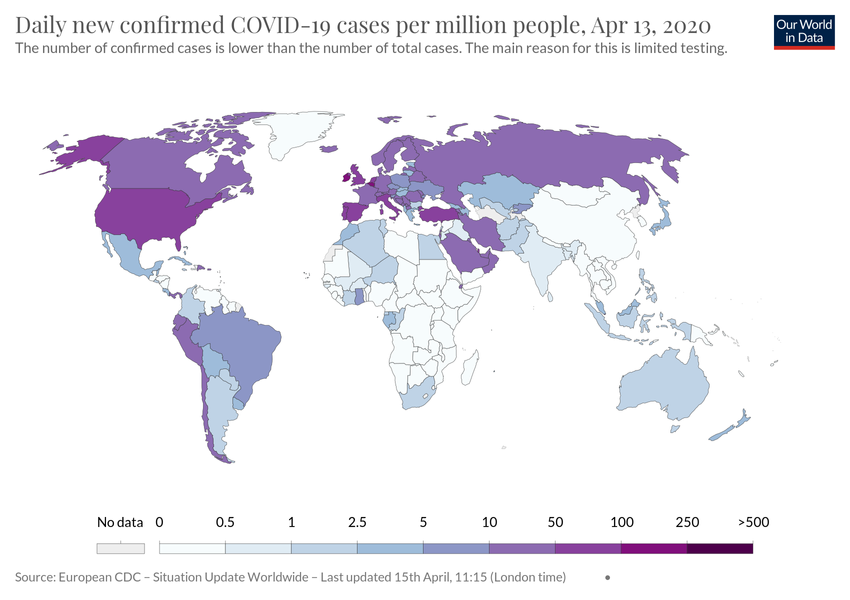 Daily new confirmed COVID-19 cases per million people, Apr 13, 2020
The number of confirmed cases is lower than the number of total cases. The main reason for this is limited testing.
Our World
in Data
No data 0 0.5 1 2.5 5 10 50 100 250 >500
Source: European CDC – Situation Update Worldwide – Last updated 15th April, 11:15 (London time) •